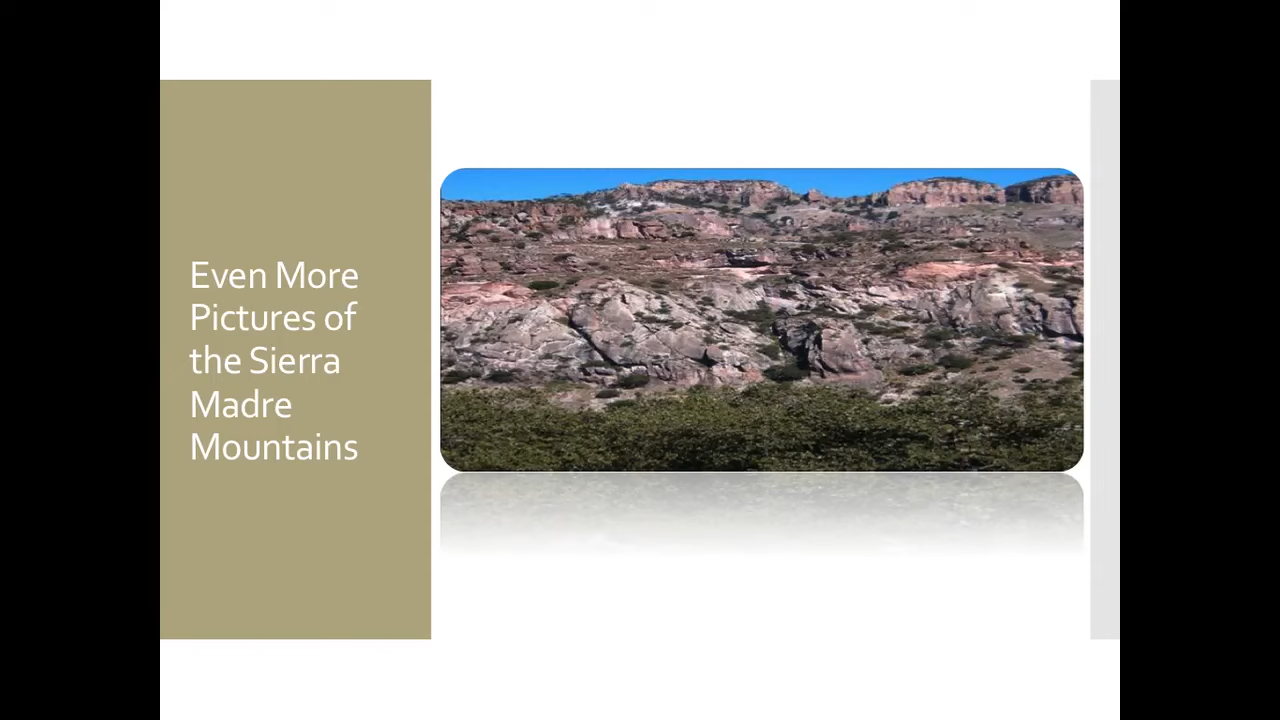 Even More
Pictures of
the Sierra
Madre
Mountains